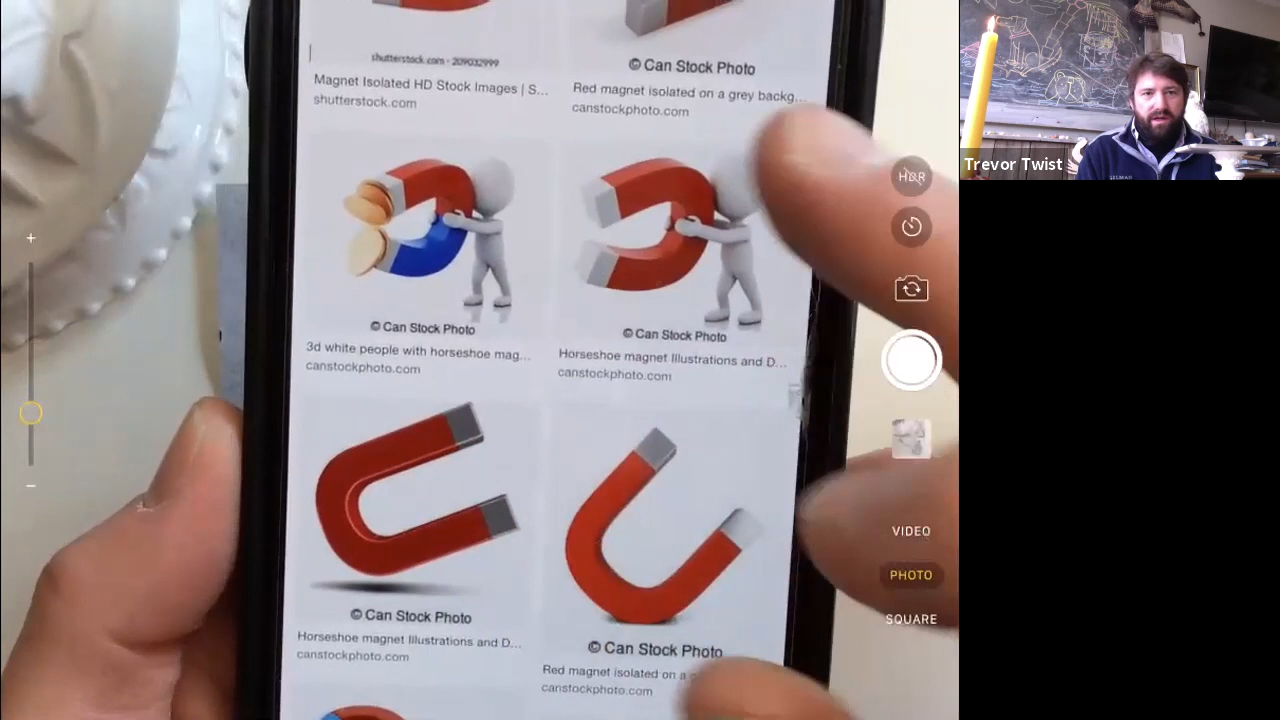 shutterstock.com · 209032999
Magnet Isolated HD Stock Images | S...
shutterstock.com
© Can Stock Photo
Red magnet isolated on a grey backg...
canstockphoto.com
© Can Stock Photo
3d white people with horseshoe mag...
canstockphoto.com
© Can Stock Photo
Horseshoe magnet Illustrations and D...
canstockphoto.com
© Can Stock Photo
Horseshoe magnet Illustrations and D...
canstockphoto.com
© Can Stock Photo
Red magnet isolated on a
canstockphoto.com
HDR
VIDEO
PHOTO
SQUARE
Trevor Twist